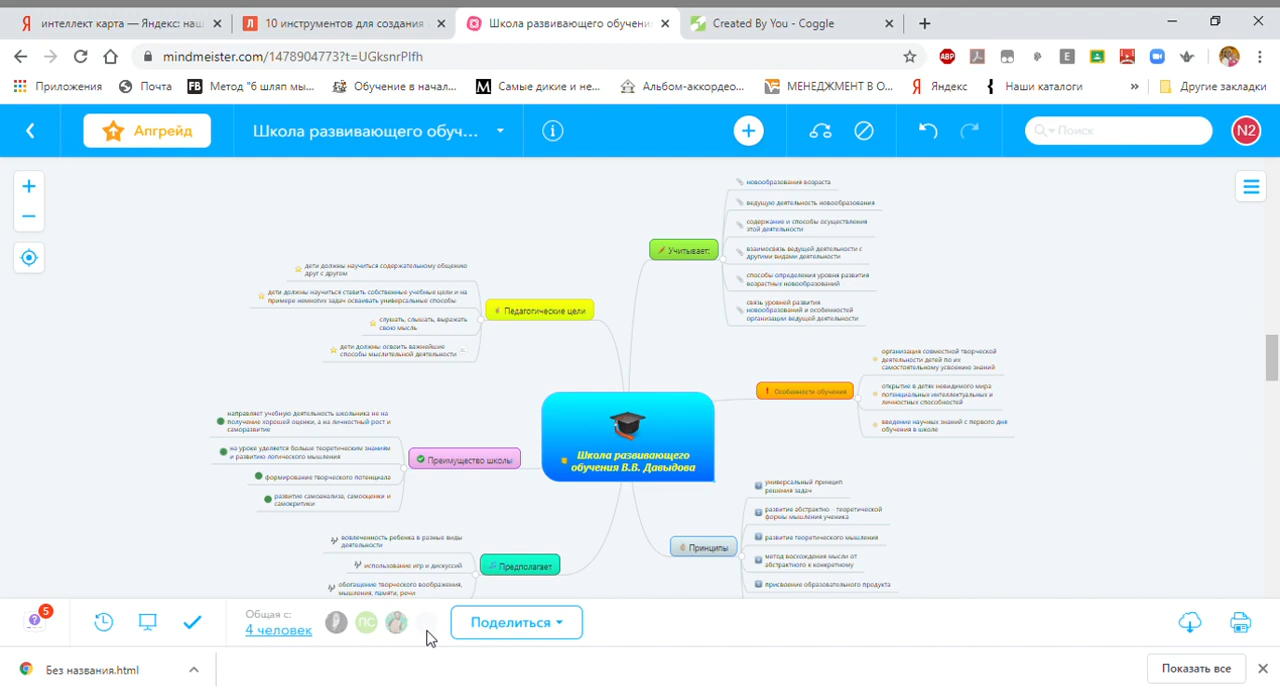 интеллект карта — Яндекс: наш
10 инструментов для создания
Школа развивающего обучени
Created By You - Coggle
mindmeister.com/1478904773?t=UGksnrPlfh
Приложения
Почта
Метод "6 шляп мы...
Обучение в начал...
Самые дикие и не...
Альбом-аккордео...
МЕНЕДЖМЕНТ В О...
Яндекс
Наши каталоги
»
Другие закладки
Апгрейд
Школа развивающего обуч...
Поиск
N2
новообразования возраста
ведущую деятельность новообразования
содержание и способы осуществления
этой деятельности
Учитывает:
взаимосвязь ведущей деятельности с
другими видами деятельности
способы определения уровня развития
возрастных новообразований
связь уровней развития
новообразований и особенностей
организации ведущей деятельности
дети должны научиться содержательному общению
друг с другом
дети должны научиться ставить собственные учебные цели и на
примере немногих задач осваивать универсальные способы
Педагогические цели
слушать, слышать, выражать
свою мысль
дети должны освоить важнейшие
способы мыслительной деятельности
организация совместной творческой
деятельности детей по их
самостоятельному усвоению знаний
Особенности обучения
открытие в детях невидимого мира
потенциальных интеллектуальных и
личностных способностей
введение научных знаний с первого дня
обучения в школе
направляет учебную деятельность школьника не на
получение хорошей оценки, а на личностный рост и
саморазвитие
на уроке уделяется больше теоретическим знаниям
и развитию логического мышления
Преимущество школы
формирование творческого потенциала
развитие самоанализа, самооценки и
самокритики
Школа развивающего
обучения В.В. Давыдова
универсальный принцип
решения задач
развитие абстрактно - теоретической
формы мышления ученика
развитие теоретического мышления
Принципы
метод восхождения мысли от
абстрактного к конкретному
присвоение образовательного продукта
вовлеченность ребенка в разные виды
деятельности
Предполагает
использование игр и дискуссий
обогащение творческого воображения,
мышления, памяти, речи
5
Общая с:
4 человек
ПС
Поделиться
Без названия.html
Показать все